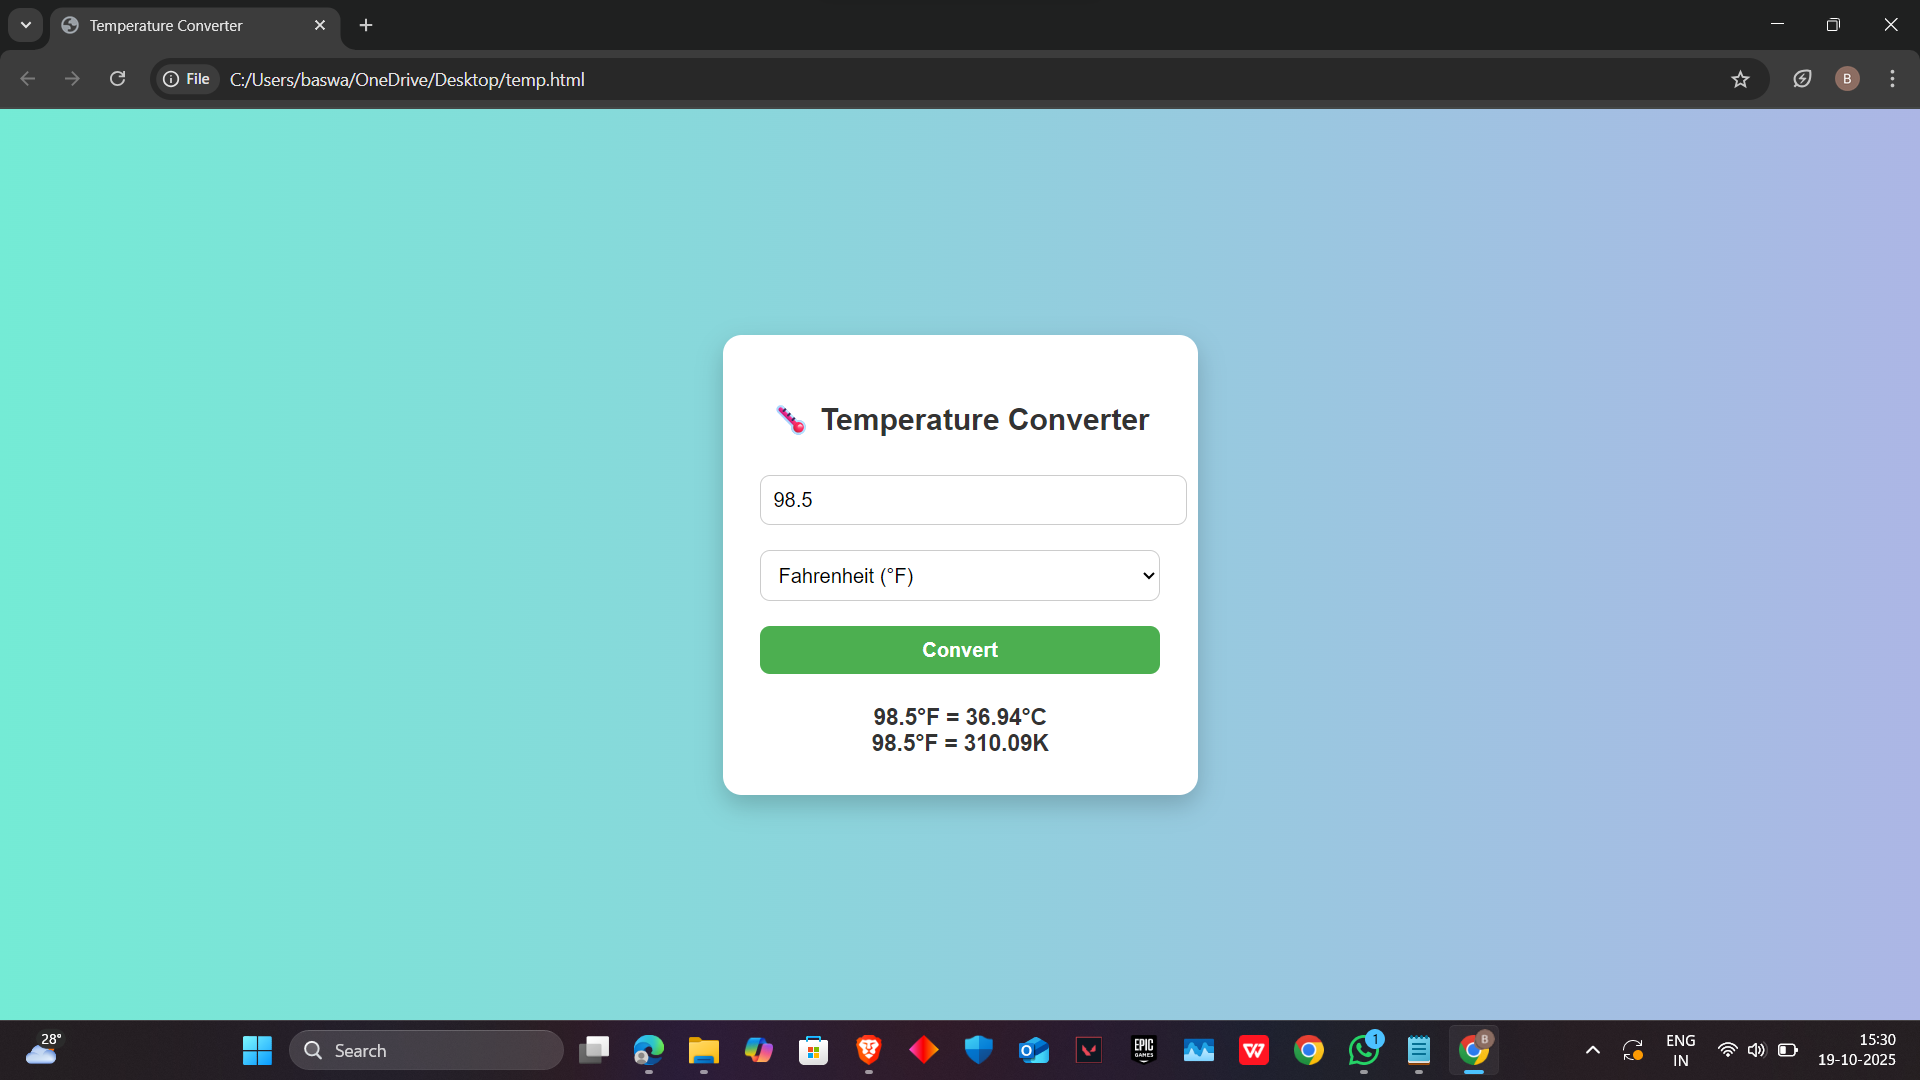 Temperature Converter
File
C:/Users/baswa/OneDrive/Desktop/temp.html
B
Temperature Converter
98.5
Fahrenheit (°F)
Convert
98.5°F = 36.94°C
98.5°F = 310.09K
28°
Search
EPIC
GAMES
1
B
ENG
IN
15:30
19-10-2025